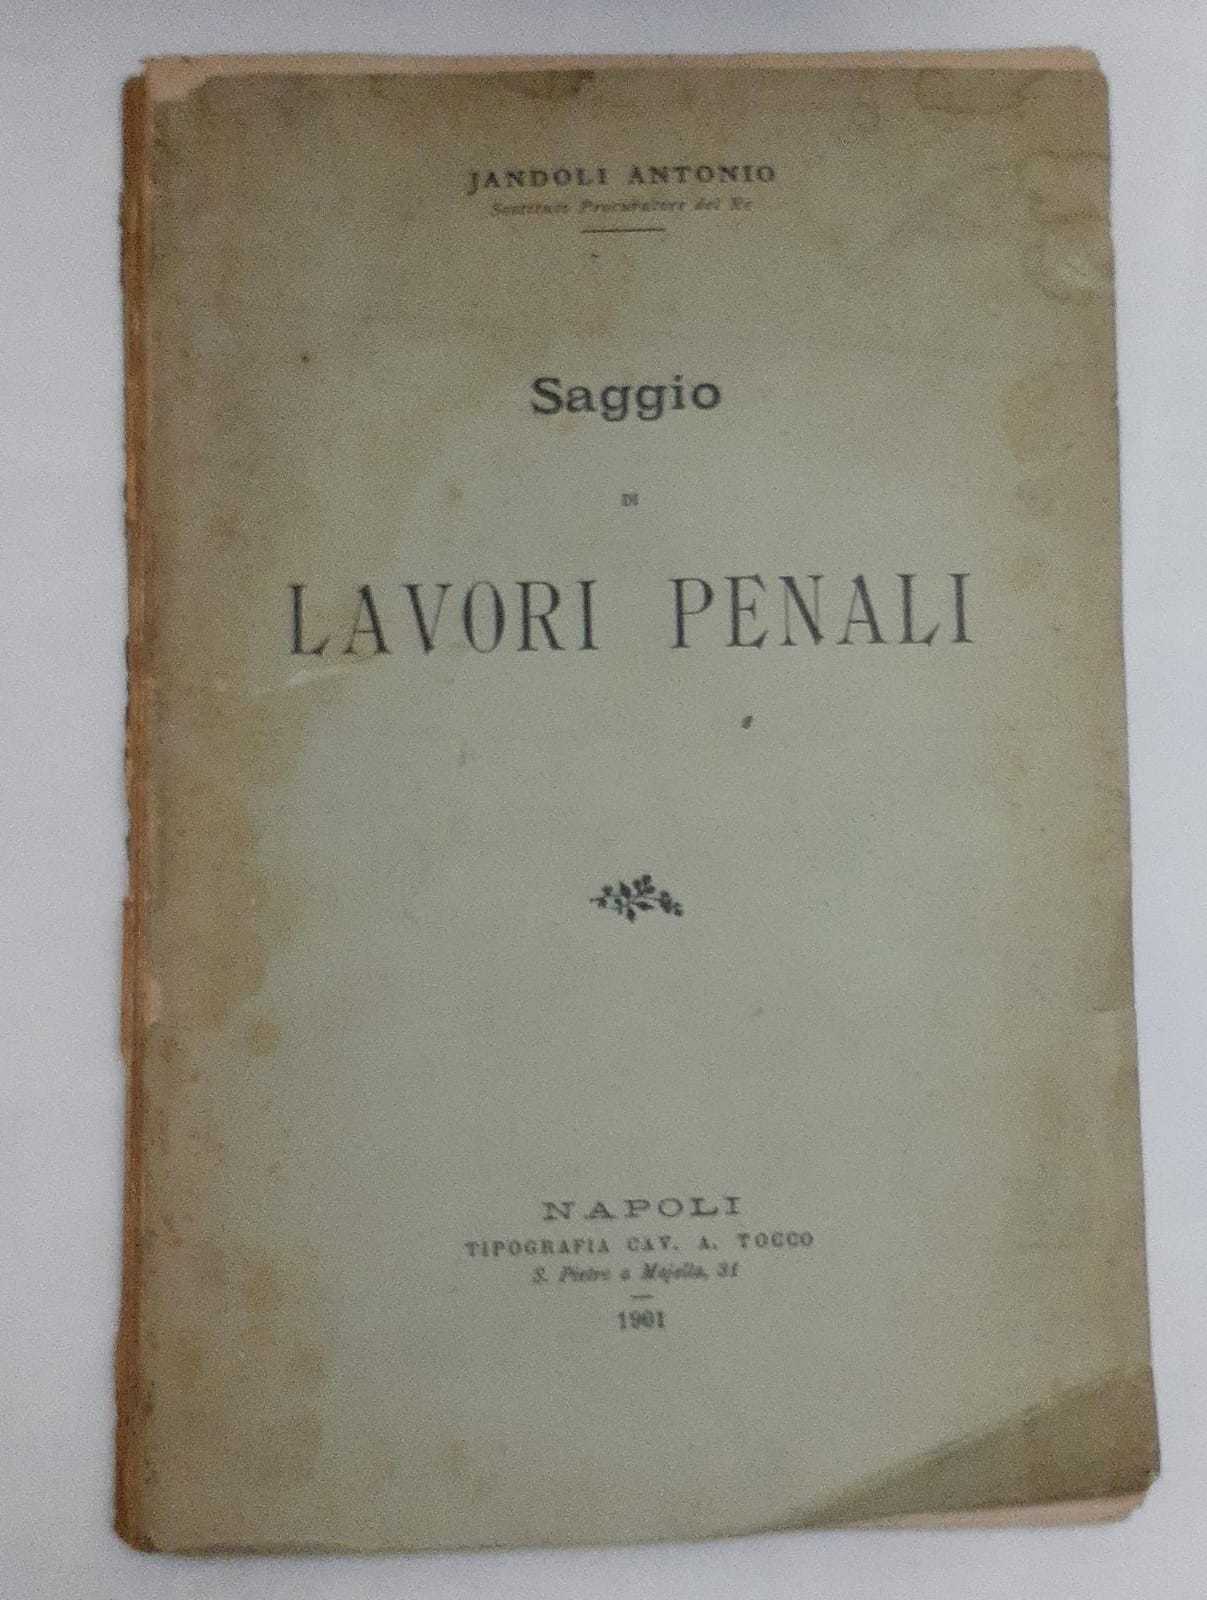 JANDOLI ANTONIO
Sostituto Procuratore del Re
Saggio
DI
LAVORI PENALI
NAPOLI
TIPOGRAFIA CAV. A. TOCCO
S. Pietro a Majella, 31
1901